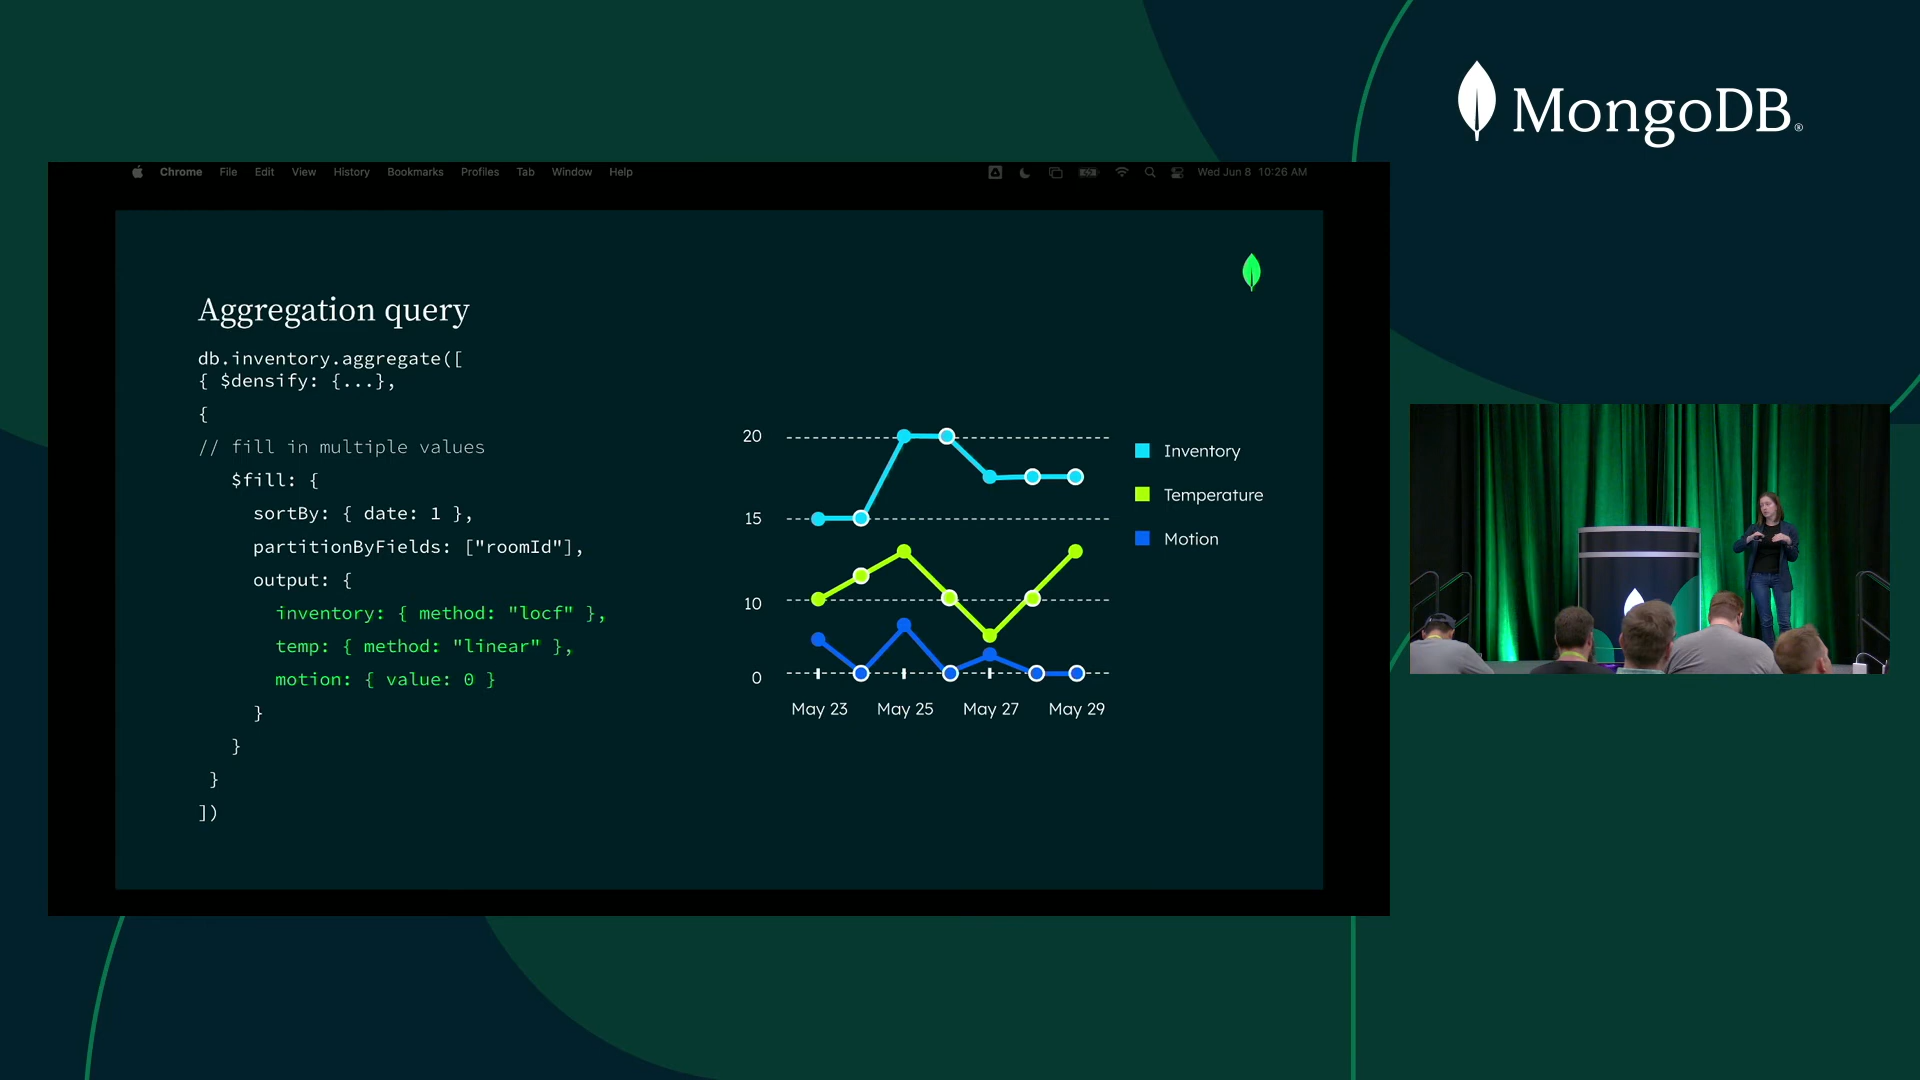 MongoDB®
Chrome File Edit View History Bookmarks Profiles Tab Window Help
Wed Jun 8 10:26 AM
Aggregation query
db.inventory.aggregate([
{ $densify: {...},
{
// fill in multiple values
$fill: {
sortBy: { date: 1 },
partitionByFields: ["roomId"],
output: {
inventory: { method: "locf" },
temp: { method: "linear" },
motion: { value: 0 }
}
}
}
])
20
15
10
0
May 23 May 25 May 27 May 29
Inventory
Temperature
Motion